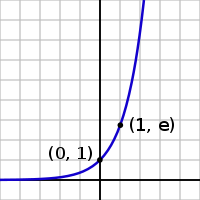 (1, e)
(0, 1)